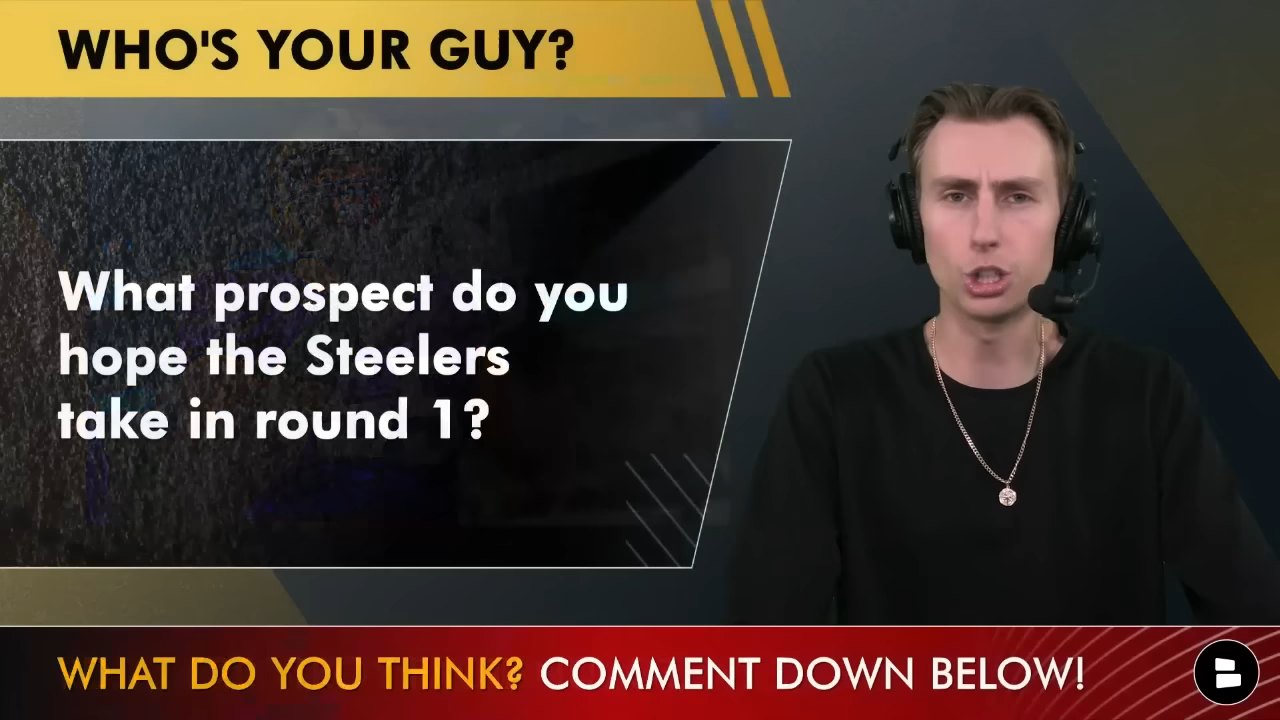 WHO'S YOUR GUY?
What prospect do you
hope the Steelers
take in round 1?
WHAT DO YOU THINK? COMMENT DOWN BELOW!